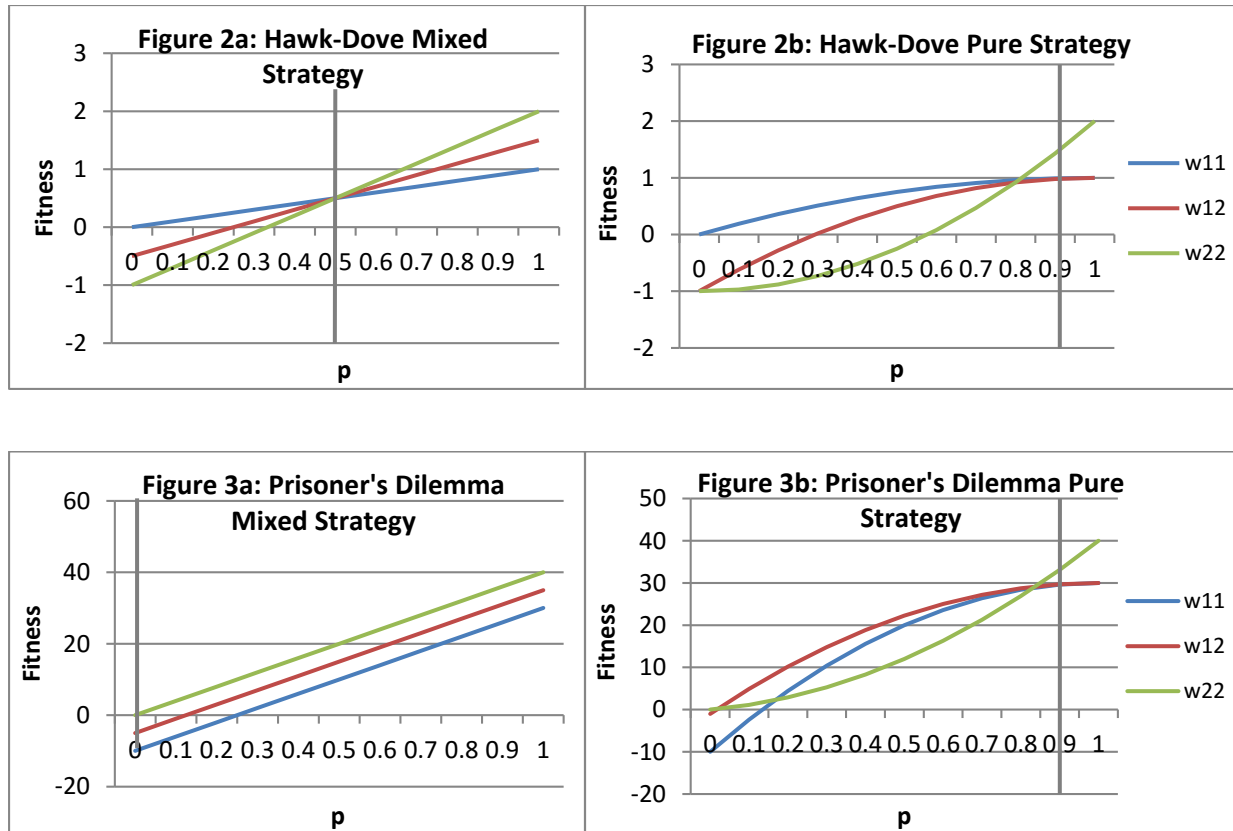 Figure 2a: Hawk-Dove Mixed
Strategy
3
2
1
0
-1
-2
Fitness
0 0.1 0.2 0.3 0.4 0.5 0.6 0.7 0.8 0.9 1
p
Figure 2b: Hawk-Dove Pure Strategy
3
2
1
0
-1
-2
Fitness
0 0.1 0.2 0.3 0.4 0.5 0.6 0.7 0.8 0.9 1
p
w11
w12
w22
Figure 3a: Prisoner's Dilemma
Mixed Strategy
60
40
20
0
-20
Fitness
0 0.1 0.2 0.3 0.4 0.5 0.6 0.7 0.8 0.9 1
p
Figure 3b: Prisoner's Dilemma Pure
Strategy
50
40
30
20
10
0
-10
-20
Fitness
0 0.1 0.2 0.3 0.4 0.5 0.6 0.7 0.8 0.9 1
p
w11
w12
w22